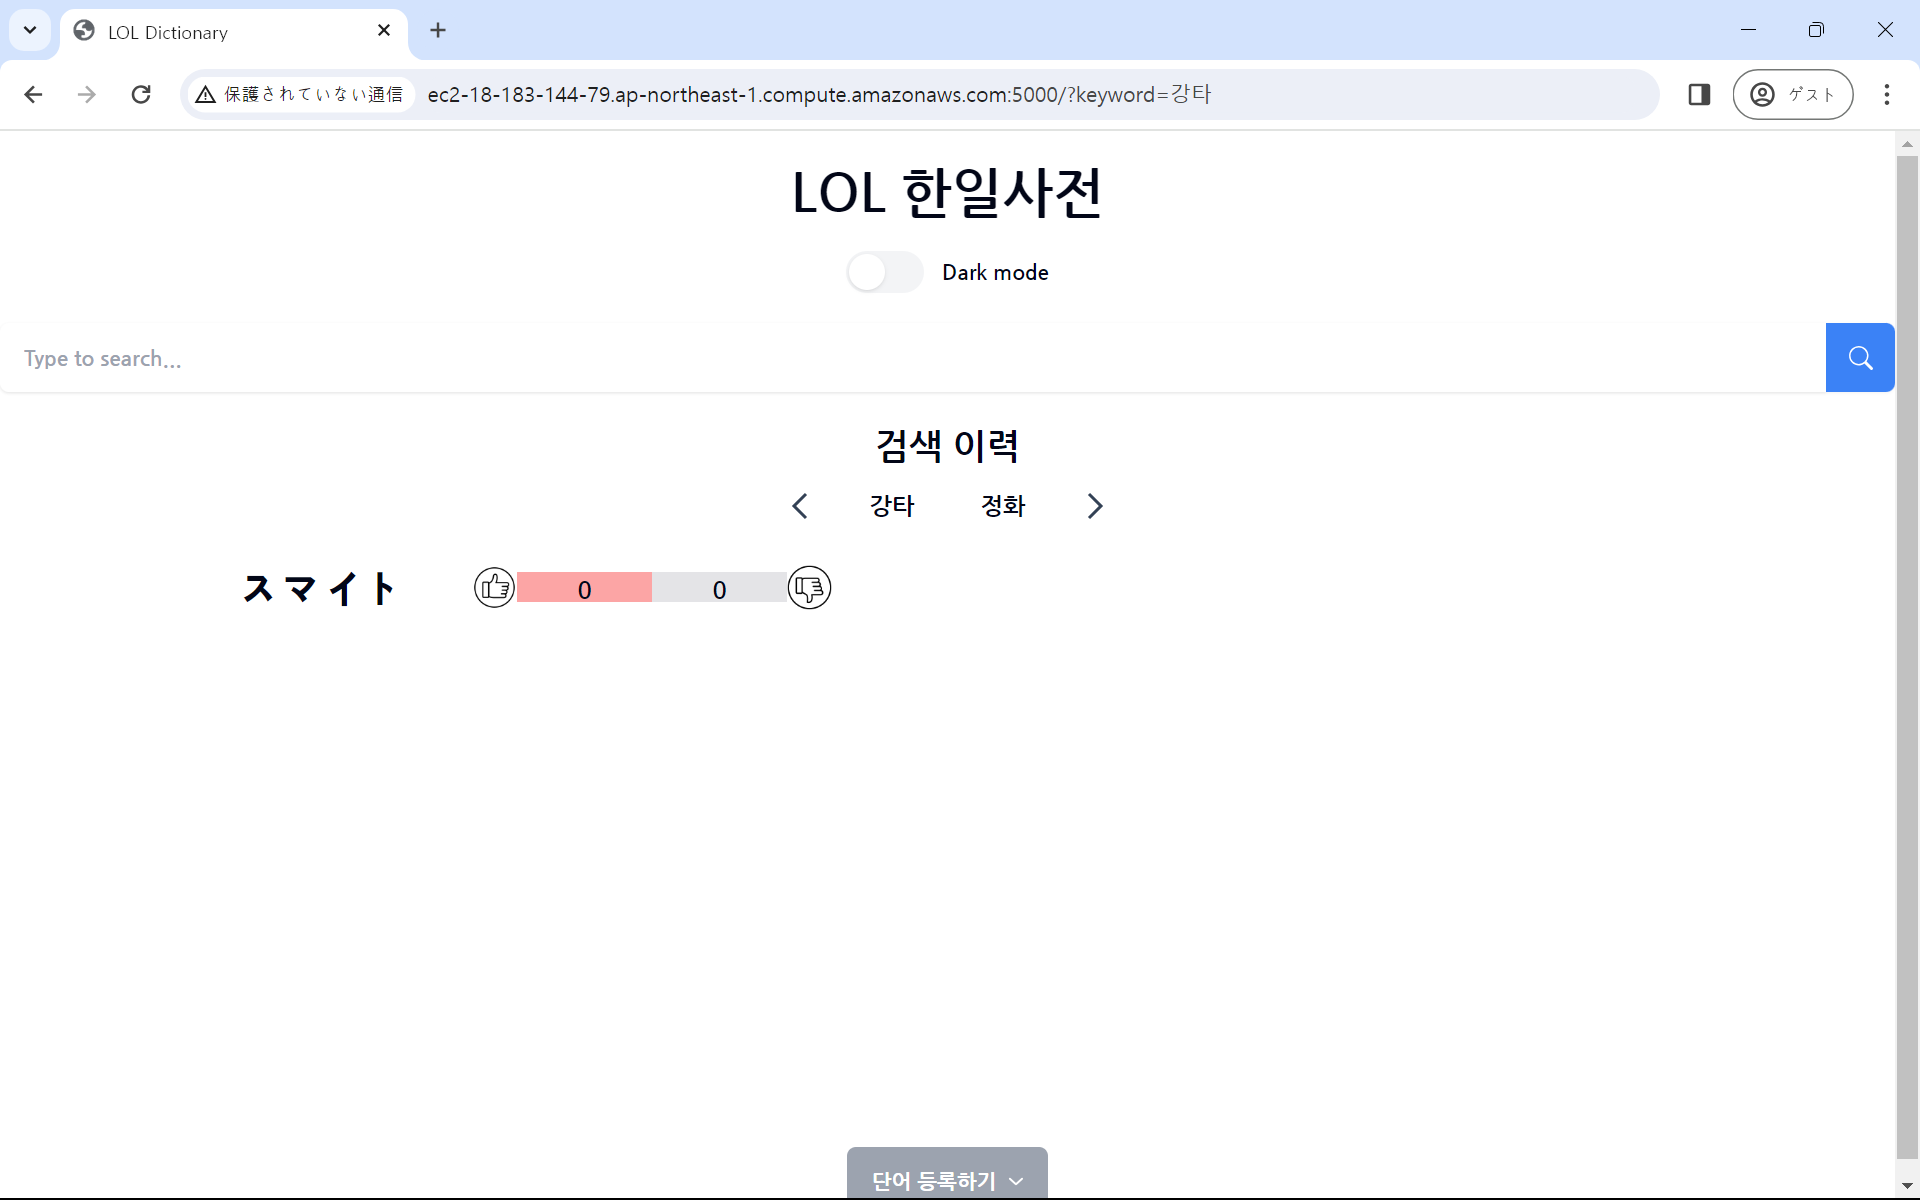 LOL Dictionary
保護されていない通信 ec2-18-183-144-79.ap-northeast-1.compute.amazonaws.com:5000/?keyword=강타 ゲスト
LOL 한일사전
Dark mode
Type to search...
검색 이력
강타 정화
スマイト 0 0
단어 등록하기